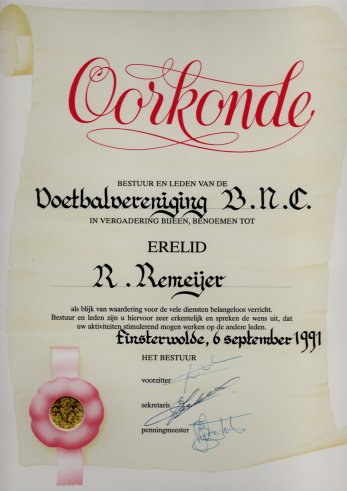 Oorkonde
BESTUUR EN LEDEN VAN DE
Voetbalvereniging B.N.C.
IN VERGADERING BIJEEN, BENOEMEN TOT
ERELID
R. Remeijer
als blijk van waardering voor de vele diensten belangeloos verricht.
Bestuur en leden zijn u hiervoor zeer erkentelijk en spreken de wens uit, dat
uw aktiviteiten stimulerend mogen werken op de andere leden.
Finsterwolde, 6 september 1991
HET BESTUUR
voorzitter
sekretaris
penningmeester